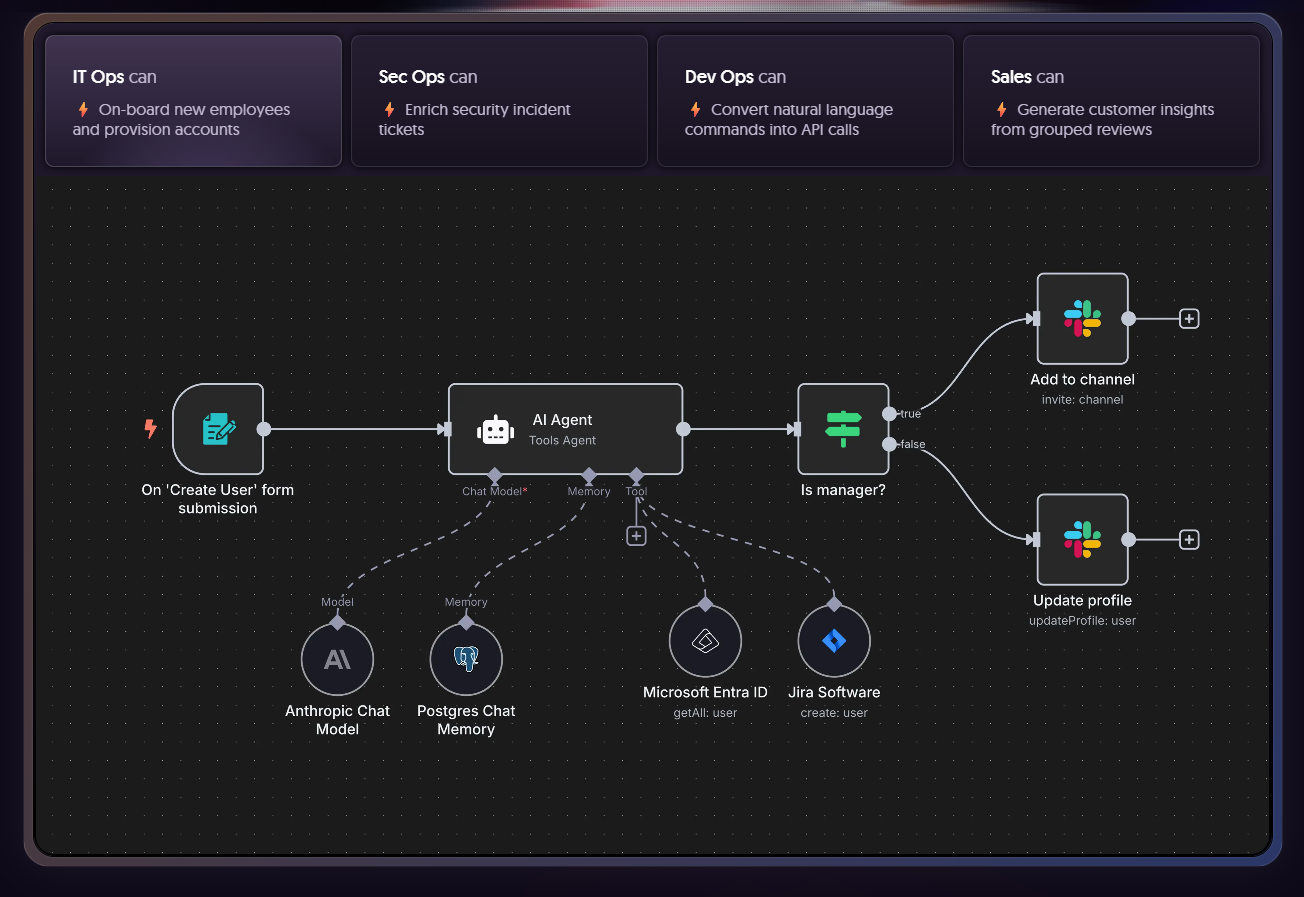 IT Ops can
On-board new employees
and provision accounts
Sec Ops can
Enrich security incident
tickets
Dev Ops can
Convert natural language
commands into API calls
Sales can
Generate customer insights
from grouped reviews
Add to channel
invite: channel
AI Agent
Tools Agent
true
false
On 'Create User' form
submission
Chat Model*
Memory
Tool
Is manager?
Update profile
updateProfile: user
Model
Memory
Anthropic Chat
Model
Postgres Chat
Memory
Microsoft Entra ID
getAll: user
Jira Software
create: user